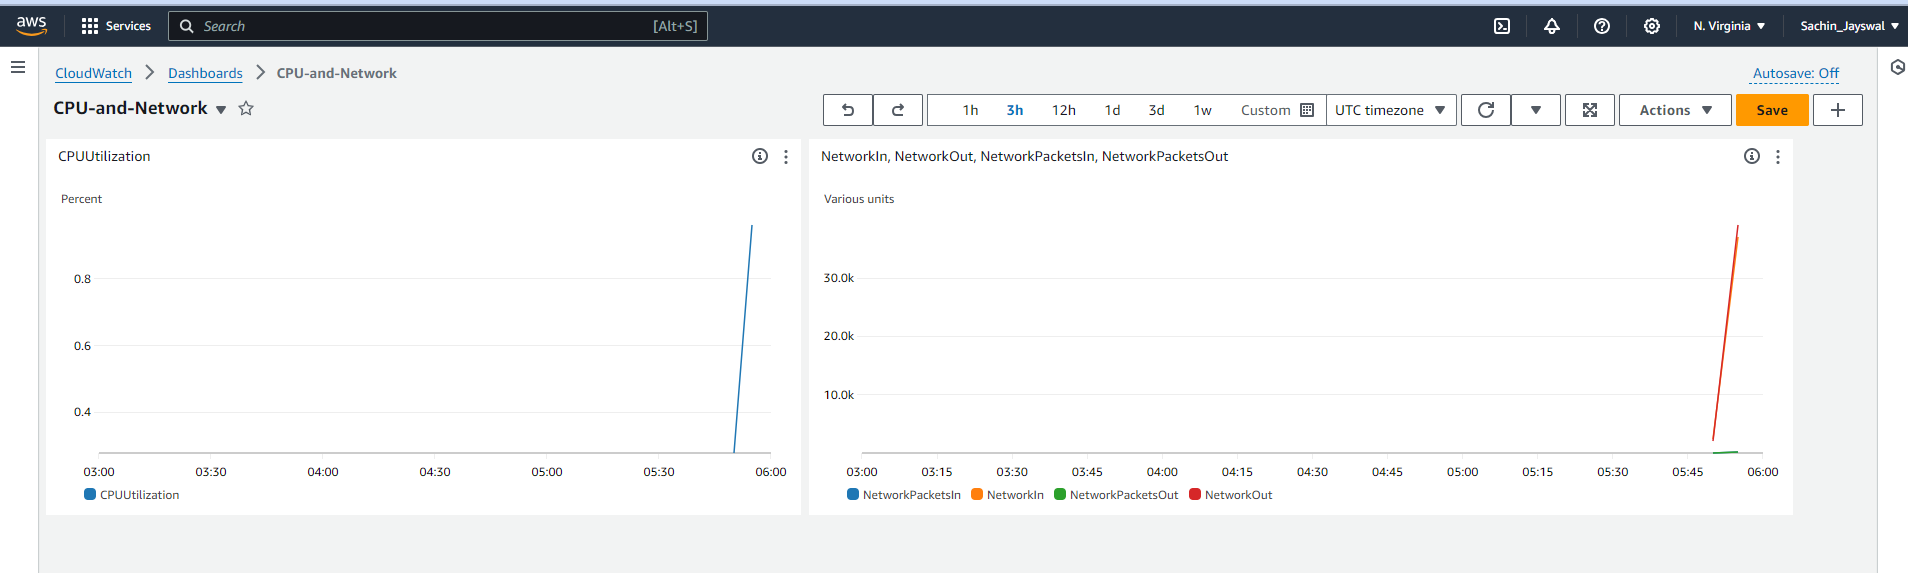 aws Services Search [Alt+S] N. Virginia Sachin_Jayswal
CloudWatch Dashboards CPU-and-Network Autosave: Off
CPU-and-Network 1h 3h 12h 1d 3d 1w Custom UTC timezone Actions Save
CPUUtilization
Percent
0.8
0.6
0.4
03:00 03:30 04:00 04:30 05:00 05:30 06:00
CPUUtilization
NetworkIn, NetworkOut, NetworkPacketsIn, NetworkPacketsOut
Various units
30.0k
20.0k
10.0k
03:00 03:15 03:30 03:45 04:00 04:15 04:30 04:45 05:00 05:15 05:30 05:45 06:00
NetworkPacketsIn NetworkIn NetworkPacketsOut NetworkOut